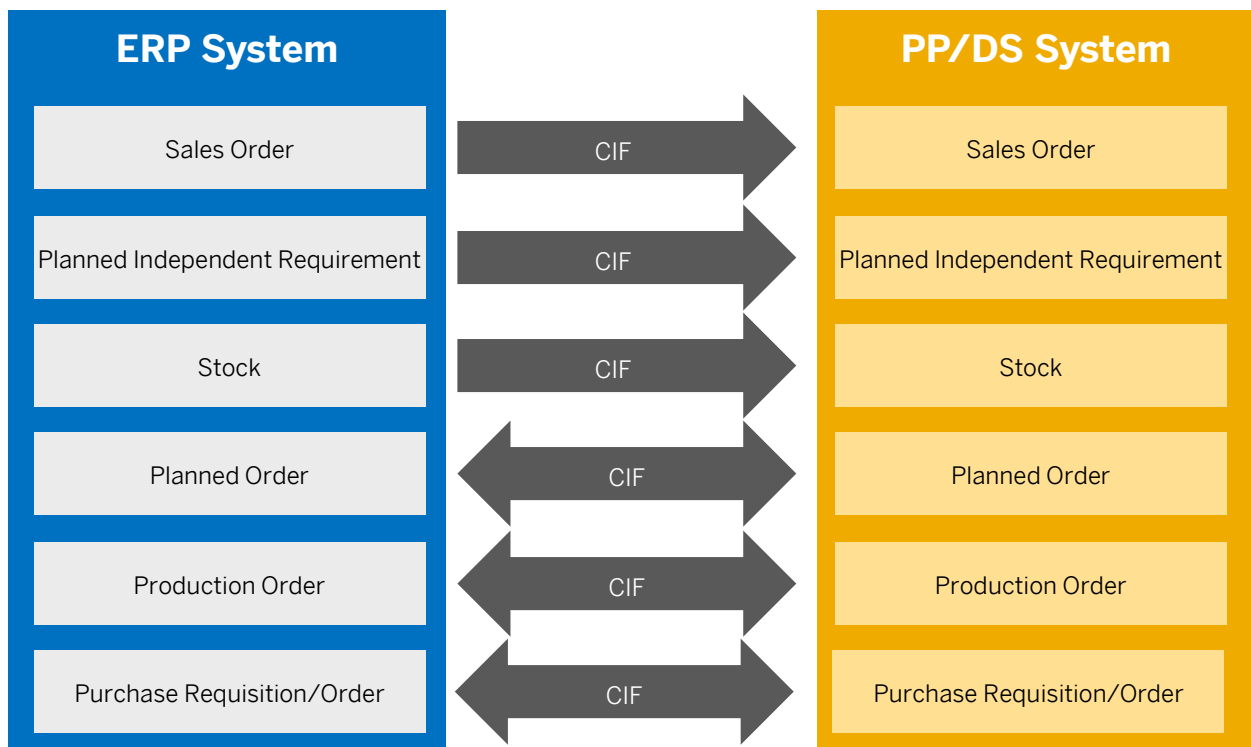 ERP System
PP/DS System
Sales Order
CIF
Sales Order
Planned Independent Requirement
CIF
Planned Independent Requirement
Stock
CIF
Stock
Planned Order
CIF
Planned Order
Production Order
CIF
Production Order
Purchase Requisition/Order
CIF
Purchase Requisition/Order